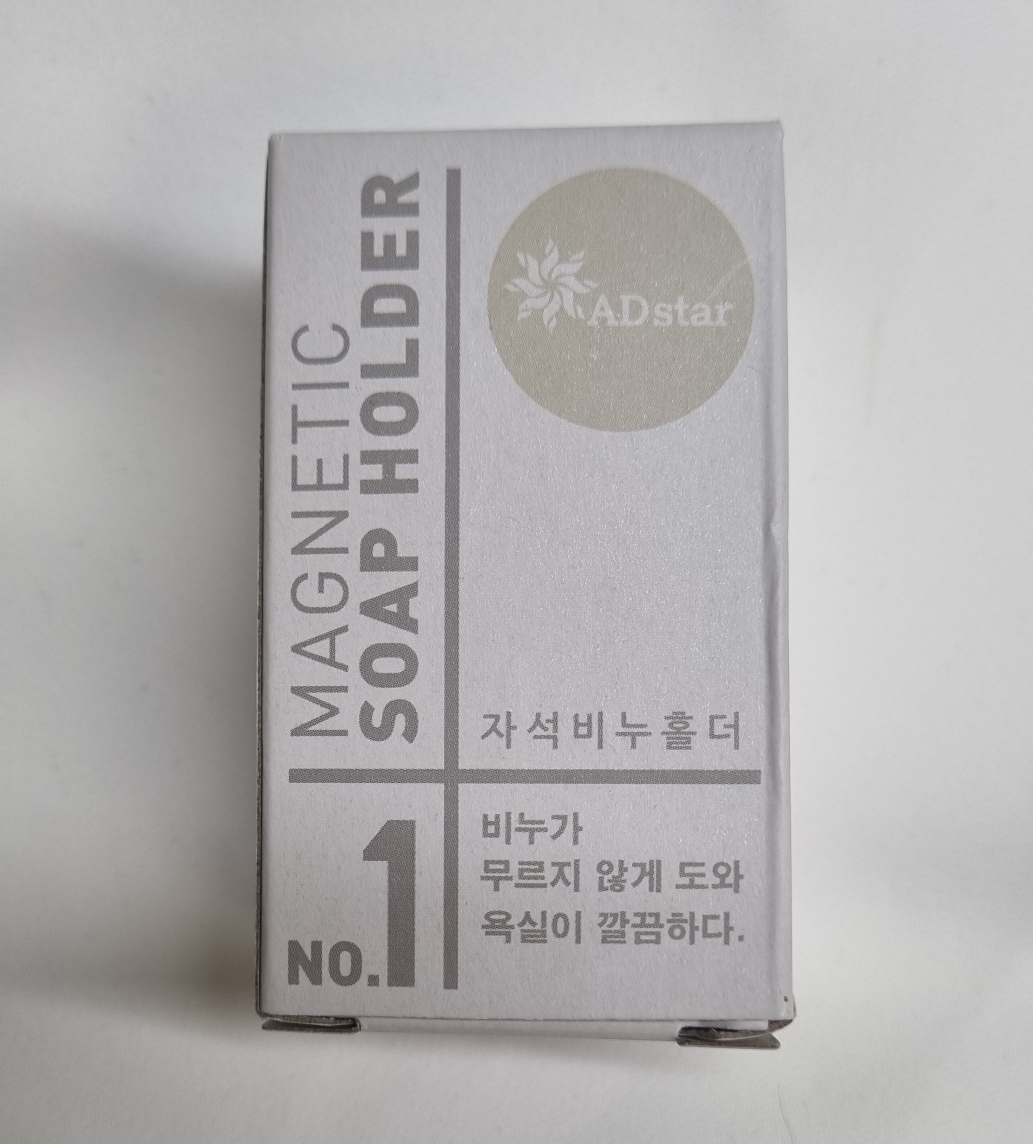 MAGNETIC
SOAP HOLDER
ADstar
자석비누홀더
NO.1
비누가
무르지 않게 도와
욕실이 깔끔하다.